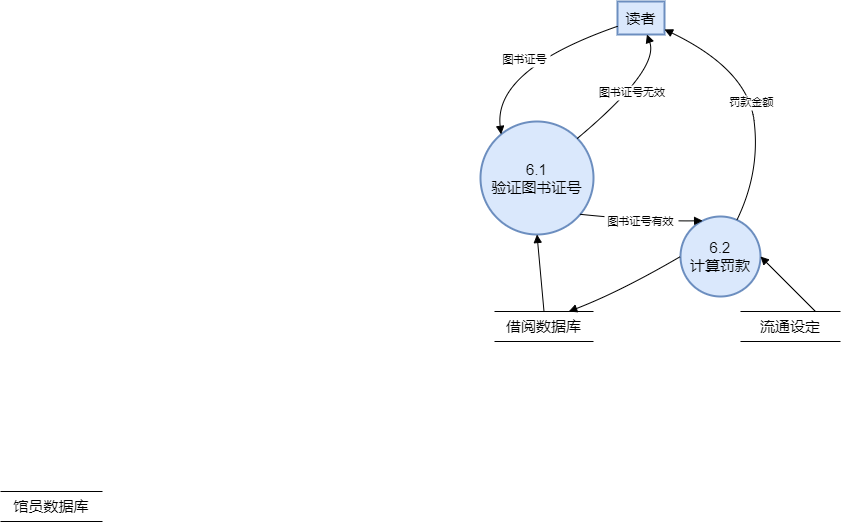 读者
图书证号
图书证号无效
罚款金额
6.1
验证图书证号
图书证号有效
6.2
计算罚款
借阅数据库
流通设定
馆员数据库